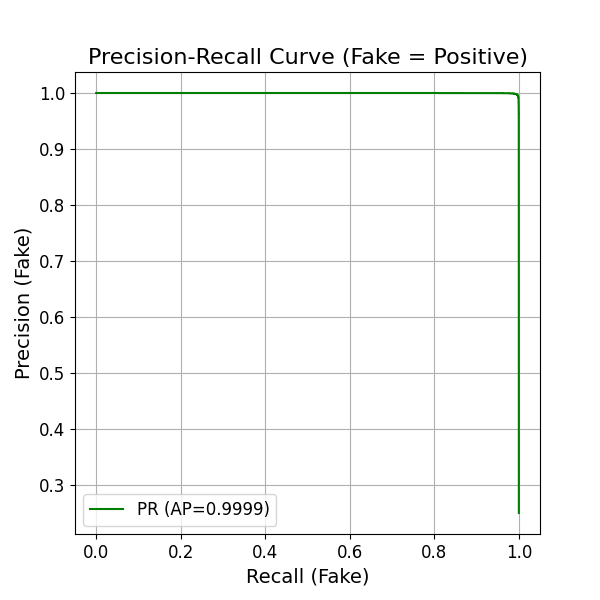 Precision-Recall Curve (Fake = Positive)
1.0
0.9
0.8
0.7
0.6
0.5
0.4
0.3
Precision (Fake)
PR (AP=0.9999)
0.0 0.2 0.4 0.6 0.8 1.0
Recall (Fake)